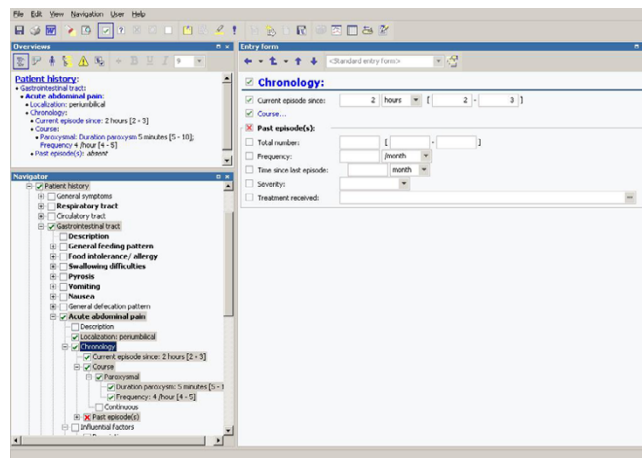 File Edit View Navigation User Help
Overviews
Entry form
9
<Standard entry form>
Patient history:
• Gastrointestinal tract:
• Acute abdominal pain:
• Localization: periumbilical
• Chronology:
• Current episode since: 2 hours [2 - 3]
• Course:
• Paroxysmal: Duration paroxysm 5 minutes [5 - 10];
Frequency 4 /hour [4 - 5]
• Past episode(s): absent
Chronology:
Current episode since: 2 hours [ 2 - 3 ]
Course...
Past episode(s):
Total number: [ - ]
Frequency: /month
Time since last episode: month
Severity:
Treatment received:
Navigator
Patient history
General symptoms
Respiratory tract
Circulatory tract
Gastrointestinal tract
Description
General feeding pattern
Food intolerance/ allergy
Swallowing difficulties
Pyrosis
Vomiting
Nausea
General defecation pattern
Acute abdominal pain
Description
Localization: periumbilical
Chronology
Current episode since: 2 hours [2 - 3]
Course
Paroxysmal
Duration paroxysm: 5 minutes [5 - 1
Frequency: 4 /hour [4 - 5]
Continuous
Past episode(s)
Influential factors